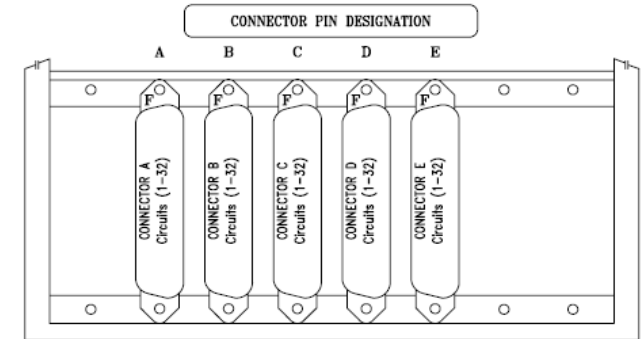 CONNECTOR PIN DESIGNATION
A B C D E
F F F F F
CONNECTOR A
Circuits (1-32)
CONNECTOR B
Circuits (1-32)
CONNECTOR C
Circuits (1-32)
CONNECTOR D
Circuits (1-32)
CONNECTOR E
Circuits (1-32)